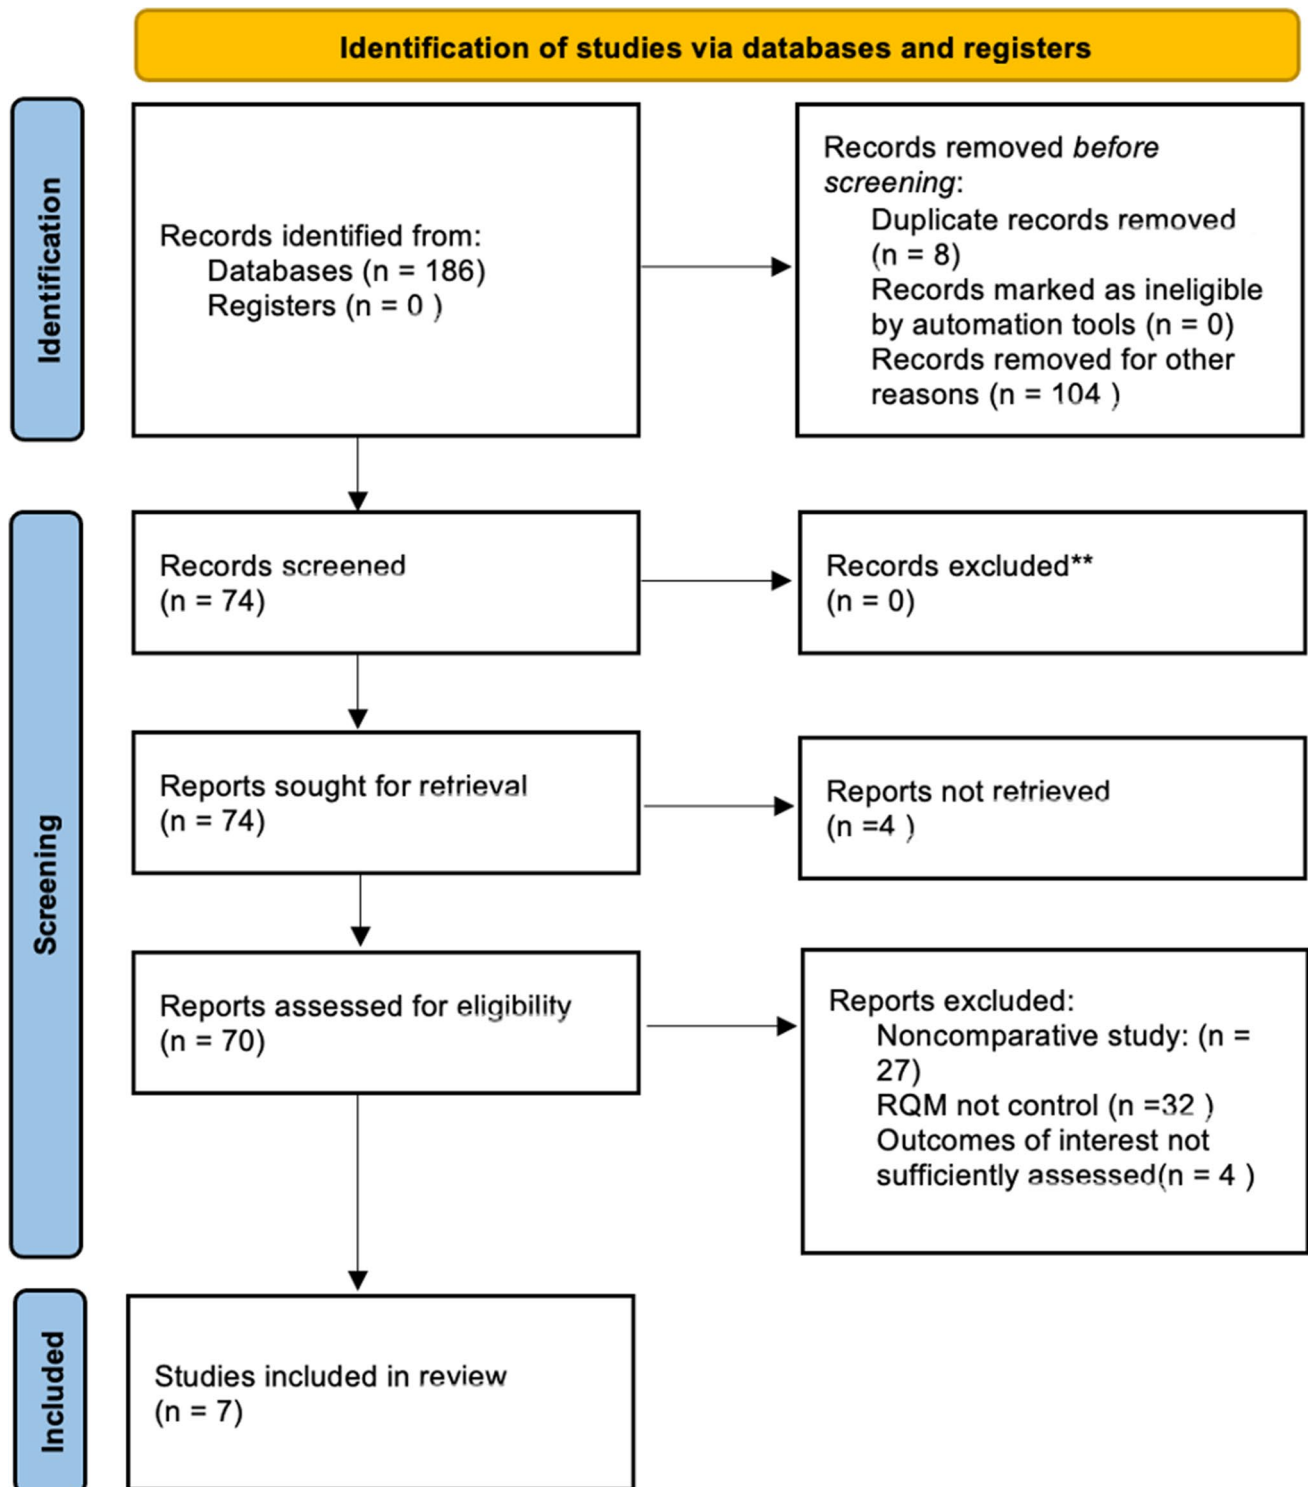 Identification of studies via databases and registers
Identification
Records identified from:
Databases (n = 186)
Registers (n = 0 )
Records removed before
screening:
Duplicate records removed
(n = 8)
Records marked as ineligible
by automation tools (n = 0)
Records removed for other
reasons (n = 104 )
Screening
Records screened
(n = 74)
Records excluded**
(n = 0)
Reports sought for retrieval
(n = 74)
Reports not retrieved
(n =4 )
Reports assessed for eligibility
(n = 70)
Reports excluded:
Noncomparative study: (n =
27)
RQM not control (n =32 )
Outcomes of interest not
sufficiently assessed(n = 4 )
Included
Studies included in review
(n = 7)